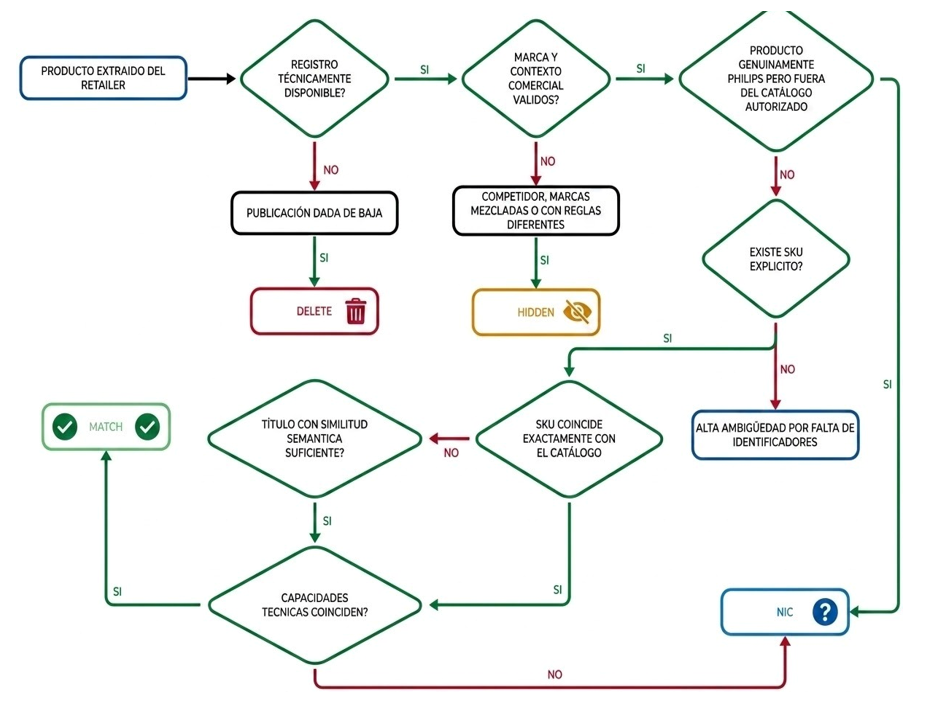 PRODUCTO EXTRAIDO DEL
RETAILER
REGISTRO
TÉCNICAMENTE
DISPONIBLE?
SI
MARCA Y
CONTEXTO
COMERCIAL
VALIDOS?
SI
PRODUCTO
GENUINAMENTE
PHILIPS PERO FUERA
DEL CATÁLOGO
AUTORIZADO
NO
NO
NO
PUBLICACIÓN DADA DE BAJA
COMPETIDOR, MARCAS
MEZCLADAS O CON REGLAS
DIFERENTES
EXISTE SKU
EXPLICITO?
SI
SI
DELETE
HIDDEN
SI
NO
SI
MATCH
TÍTULO CON SIMILITUD
SEMANTICA
SUFICIENTE?
NO
SKU COINCIDE
EXACTAMENTE CON
EL CATÁLOGO
ALTA AMBIGÜEDAD POR FALTA DE
IDENTIFICADORES
SI
SI
SI
CAPACIDADES
TECNICAS COINCIDEN?
NIC
?
NO